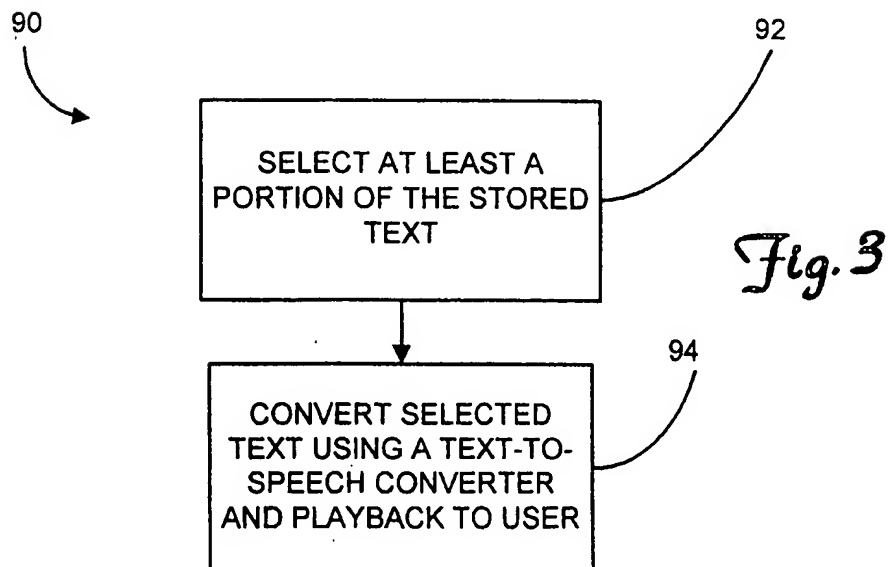 90
92
SELECT AT LEAST A
PORTION OF THE STORED
TEXT
Fig. 3
94
CONVERT SELECTED
TEXT USING A TEXT-TO-
SPEECH CONVERTER
AND PLAYBACK TO USER